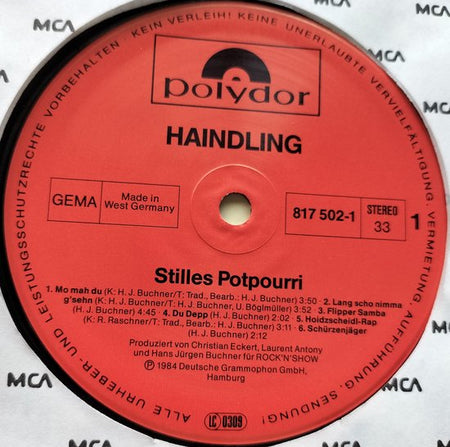 MCA
MCA
MCA
MCA
MCA
MCA
MCA
ALLE URHEBER- UND LEISTUNGSSCHUTZRECHTE VORBEHALTEN · KEIN VERLEIH! KEINE UNERLAUBTE VERVIELFÄLTIGUNG, VERMIETUNG, AUFFÜHRUNG, SENDUNG!
polydor
HAINDLING
GEMA
Made in
West Germany
817 502-1
STEREO
33
1
Stilles Potpourri
1. Mo mah du (K: H. J. Buchner/T: Trad., Bearb.: H. J. Buchner) 3:50 · 2. Lang scho nimma
g'sehn (K: H. J. Buchner/T: H. J. Buchner, U. Böglmüller) 3:52 · 3. Flipper Samba
(H. J. Buchner) 4:45 · 4. Du Depp (H. J. Buchner) 2:02 · 5. Hoidzscheidl-Rap
(K: R. Raschner/T: Trad., Bearb.: H. J. Buchner) 3:11 · 6. Schürzenjäger
(H. J. Buchner) 2:12
Produziert von Christian Eckert, Laurent Antony
und Hans Jürgen Buchner für ROCK'N'SHOW
Ⓟ 1984 Deutsche Grammophon GmbH,
Hamburg
LC 0309